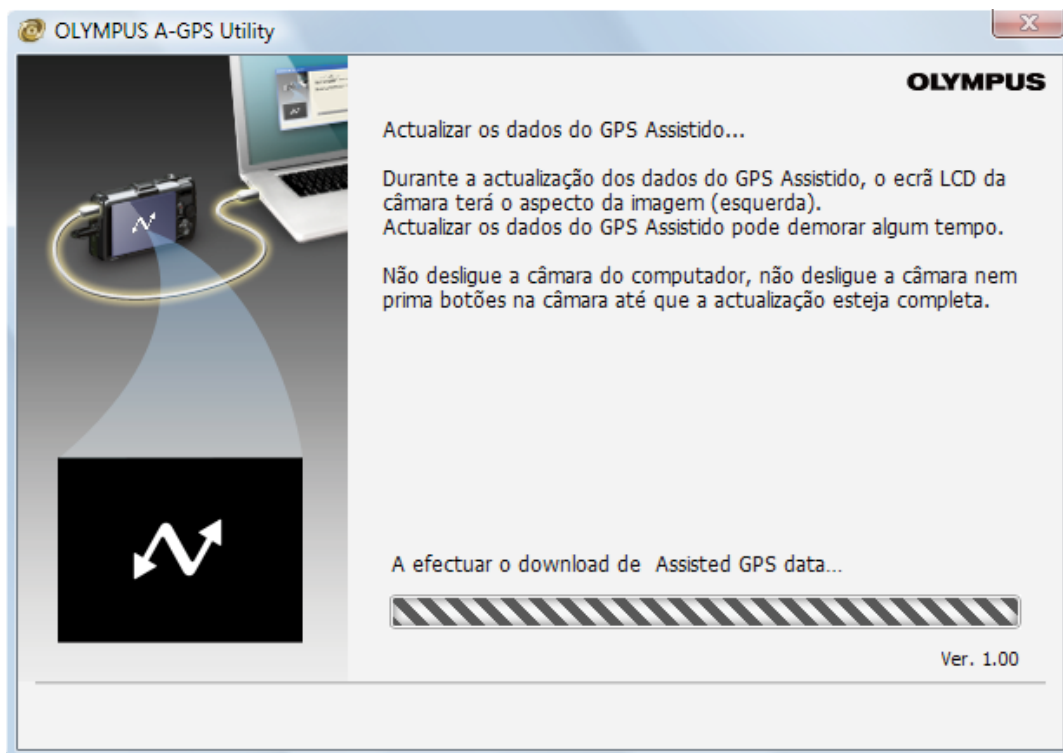 OLYMPUS A-GPS Utility
OLYMPUS
Actualizar os dados do GPS Assistido...
Durante a actualização dos dados do GPS Assistido, o ecrã LCD da
câmara terá o aspecto da imagem (esquerda).
Actualizar os dados do GPS Assistido pode demorar algum tempo.
Não desligue a câmara do computador, não desligue a câmara nem
prima botões na câmara até que a actualização esteja completa.
A efectuar o download de  Assisted GPS data...
Ver. 1.00